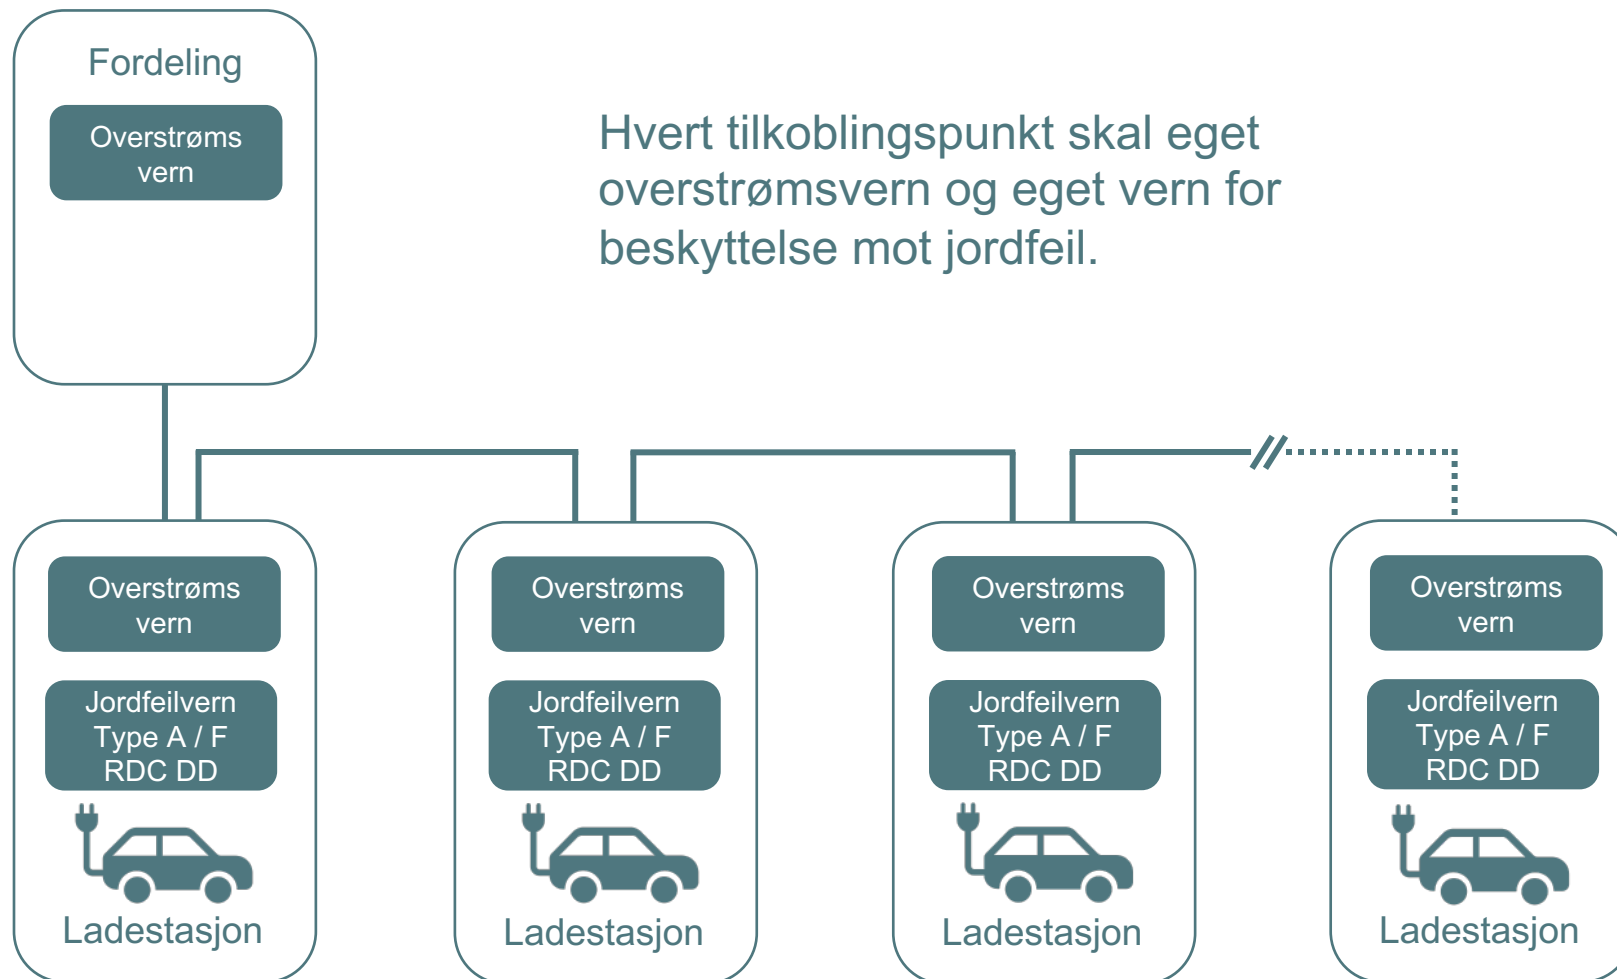 Fordeling
Overstrøms
vern
Hvert tilkoblingspunkt skal eget
overstrømsvern og eget vern for
beskyttelse mot jordfeil.
Overstrøms
vern
Jordfeilvern
Type A / F
RDC DD
Ladestasjon
Overstrøms
vern
Jordfeilvern
Type A / F
RDC DD
Ladestasjon
Overstrøms
vern
Jordfeilvern
Type A / F
RDC DD
Ladestasjon
Overstrøms
vern
Jordfeilvern
Type A / F
RDC DD
Ladestasjon